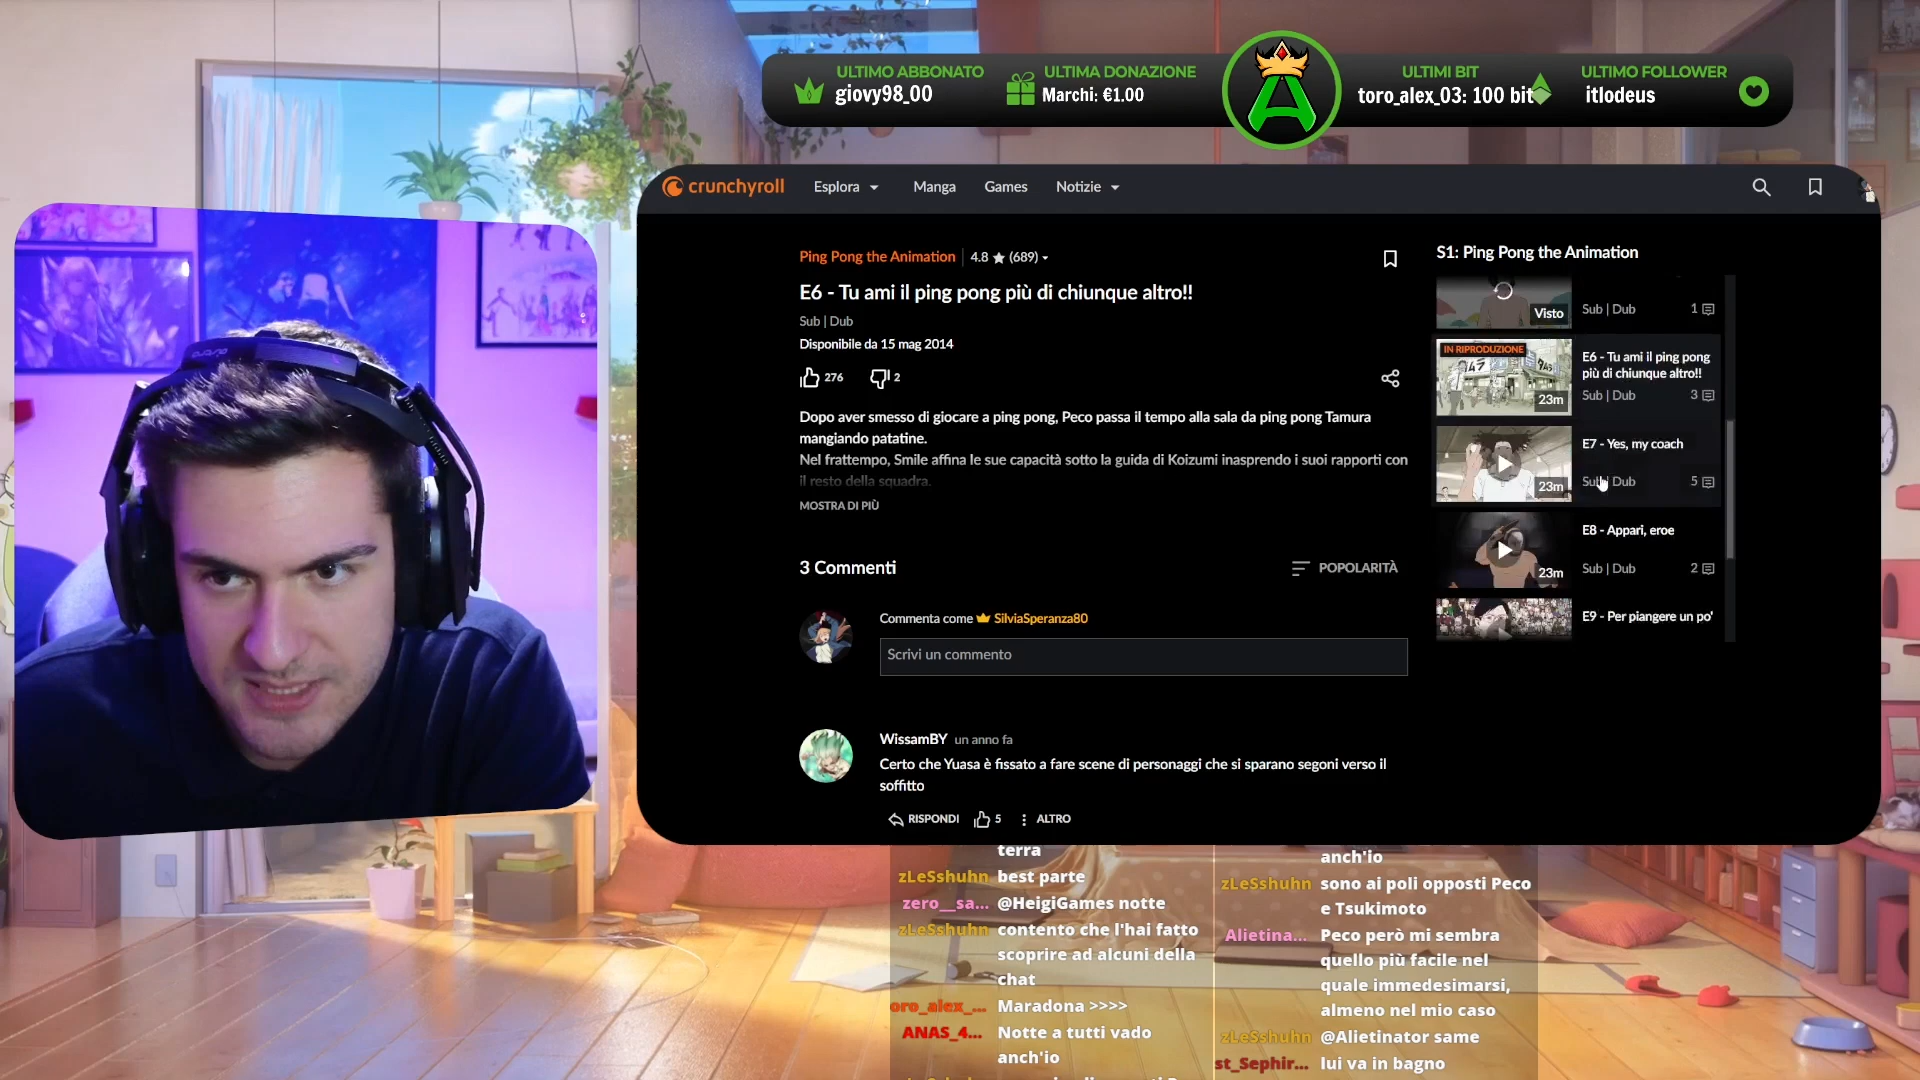 ULTIMO ABBONATO
giovy98_00
ULTIMA DONAZIONE
Marchi: €1.00
A
ULTIMI BIT
toro_alex_03: 100 bit
ULTIMO FOLLOWER
itlodeus
crunchyroll
Esplora
Manga
Games
Notizie
Ping Pong the Animation
4.8 ★ (689)
E6 - Tu ami il ping pong più di chiunque altro!!
Sub | Dub
Disponibile da 15 mag 2014
276
2
Dopo aver smesso di giocare a ping pong, Peco passa il tempo alla sala da ping pong Tamura
mangiando patatine.
Nel frattempo, Smile affina le sue capacità sotto la guida di Koizumi inasprendo i suoi rapporti con
il resto della squadra.
MOSTRA DI PIÙ
3 Commenti
POPOLARITÀ
Commenta come SilviaSperanza80
Scrivi un commento
WissamBY un anno fa
Certo che Yuasa è fissato a fare scene di personaggi che si sparano segoni verso il
soffitto
RISPONDI
5
ALTRO
S1: Ping Pong the Animation
Visto
Sub | Dub
1
IN RIPRODUZIONE
23m
E6 - Tu ami il ping pong
più di chiunque altro!!
Sub | Dub
3
23m
E7 - Yes, my coach
Sub | Dub
5
23m
E8 - Appari, eroe
Sub | Dub
2
E9 - Per piangere un po'
terra
zLeSshuhn best parte
zero__sa... @HeigiGames notte
zLeSshuhn contento che l'hai fatto
scoprire ad alcuni della
chat
oro_alex_... Maradona >>>>
ANAS_4... Notte a tutti vado
anch'io
anch'io
zLeSshuhn sono ai poli opposti Peco
e Tsukimoto
Alietina... Peco però mi sembra
quello più facile nel
quale immedesimarsi,
almeno nel mio caso
zLeSshuhn @Alietinator same
st_Sephir... lui va in bagno